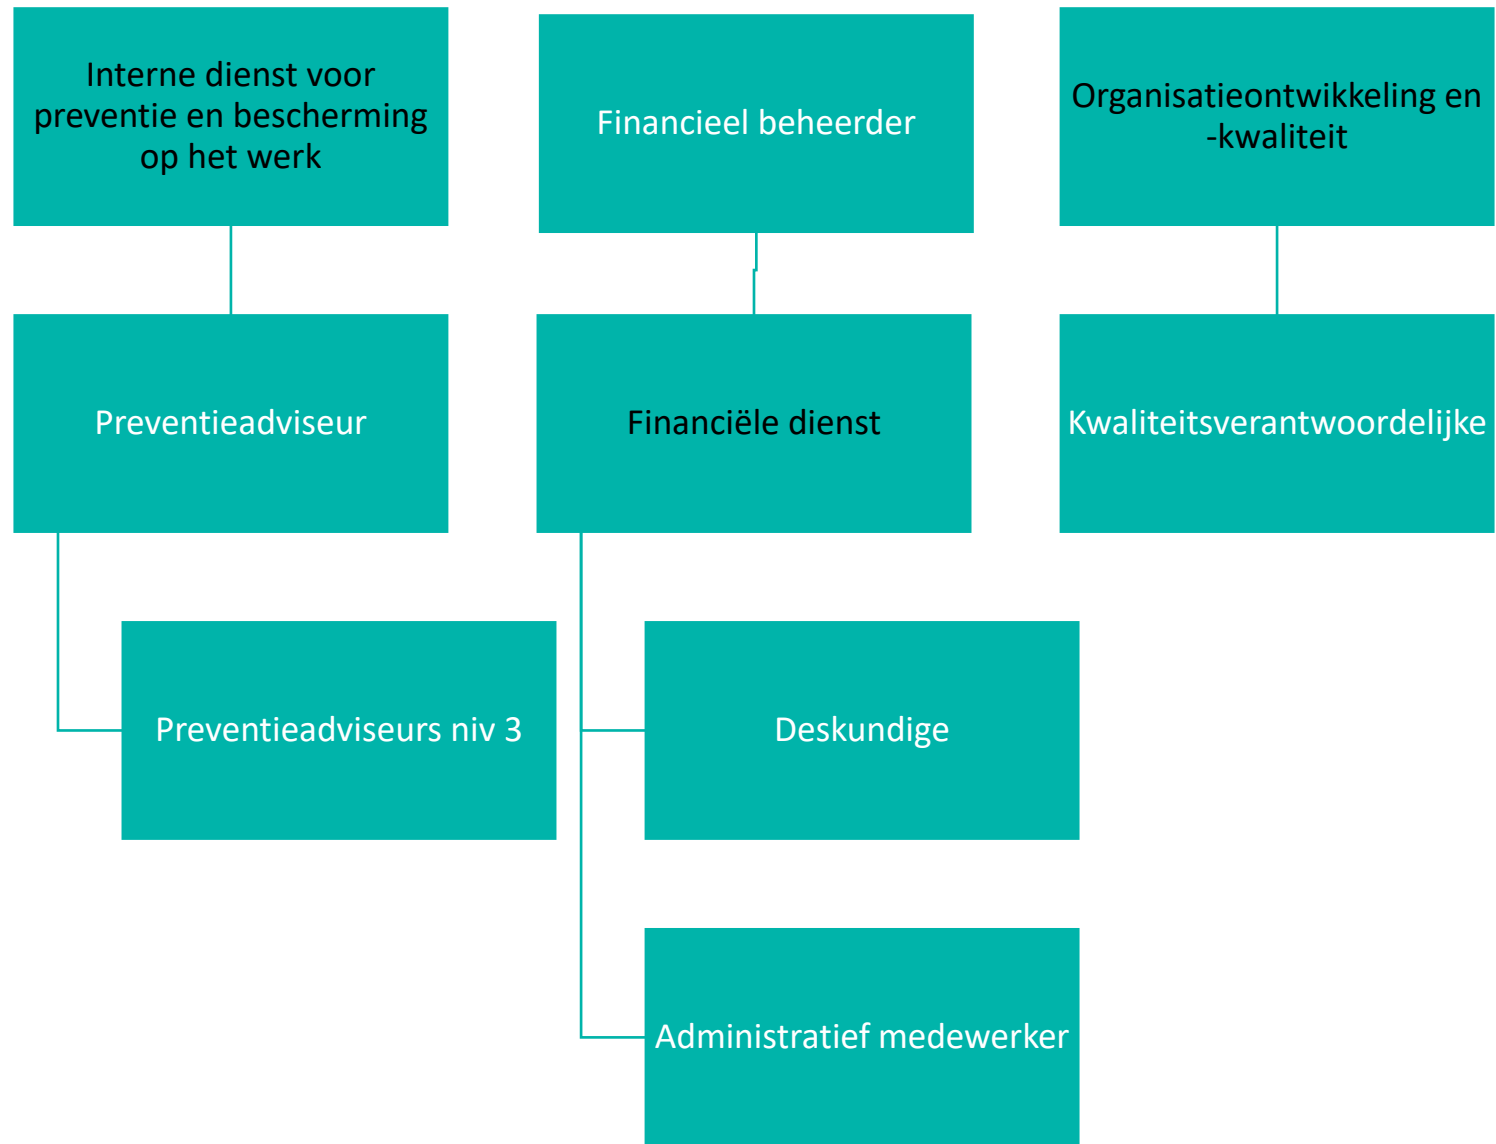 Interne dienst voor
preventie en bescherming
op het werk
Financieel beheerder
Organisatieontwikkeling en
-kwaliteit
Preventieadviseur
Financiële dienst
Kwaliteitsverantwoordelijke
Preventieadviseurs niv 3
Deskundige
Administratief medewerker